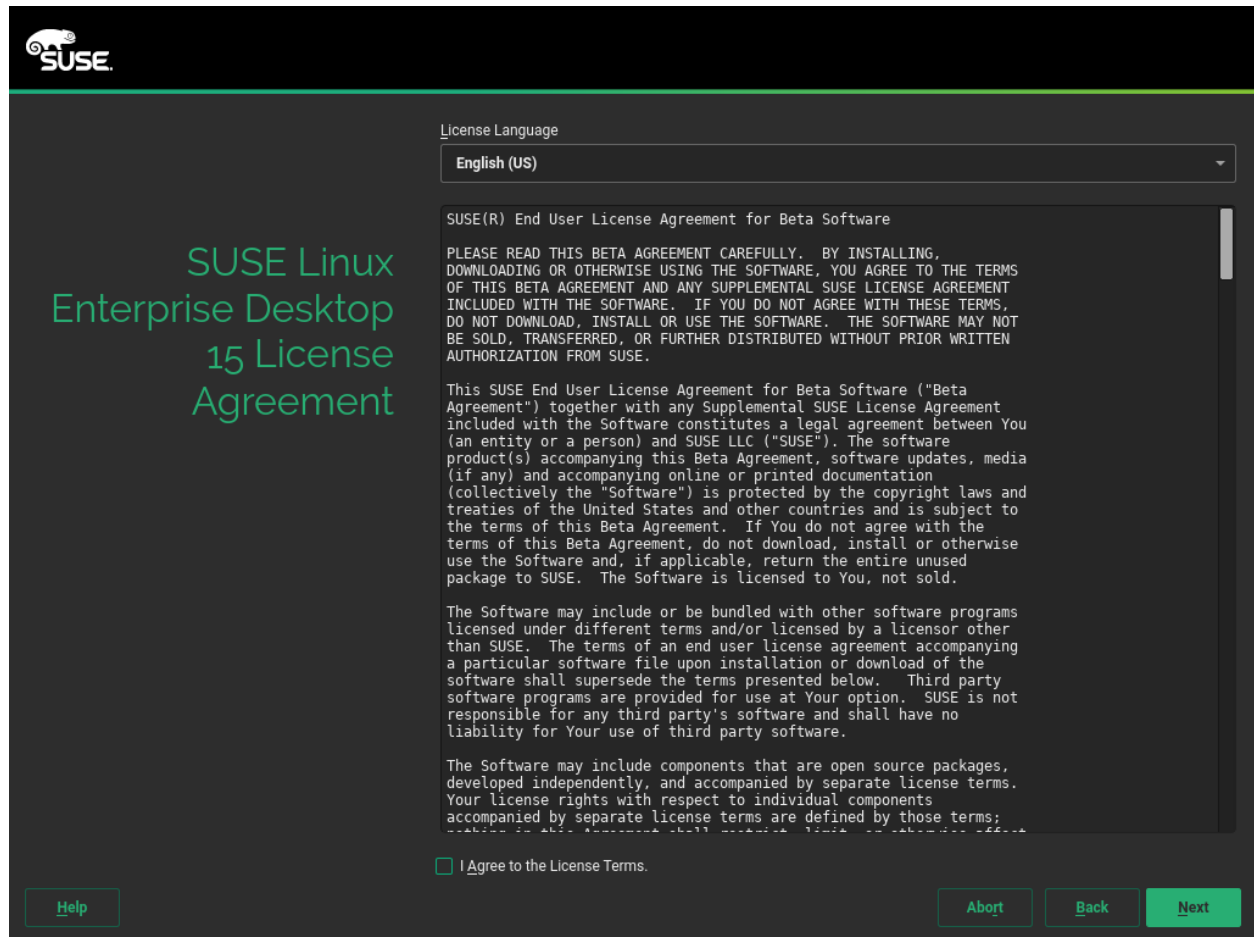 SUSE.
License Language
English (US)
SUSE Linux
Enterprise Desktop
15 License
Agreement
SUSE(R) End User License Agreement for Beta Software
PLEASE READ THIS BETA AGREEMENT CAREFULLY.  BY INSTALLING,
DOWNLOADING OR OTHERWISE USING THE SOFTWARE, YOU AGREE TO THE TERMS
OF THIS BETA AGREEMENT AND ANY SUPPLEMENTAL SUSE LICENSE AGREEMENT
INCLUDED WITH THE SOFTWARE.  IF YOU DO NOT AGREE WITH THESE TERMS,
DO NOT DOWNLOAD, INSTALL OR USE THE SOFTWARE.  THE SOFTWARE MAY NOT
BE SOLD, TRANSFERRED, OR FURTHER DISTRIBUTED WITHOUT PRIOR WRITTEN
AUTHORIZATION FROM SUSE.
This SUSE End User License Agreement for Beta Software ("Beta
Agreement") together with any Supplemental SUSE License Agreement
included with the Software constitutes a legal agreement between You
(an entity or a person) and SUSE LLC ("SUSE"). The software
product(s) accompanying this Beta Agreement, software updates, media
(if any) and accompanying online or printed documentation
(collectively the "Software") is protected by the copyright laws and
treaties of the United States and other countries and is subject to
the terms of this Beta Agreement.  If You do not agree with the
terms of this Beta Agreement, do not download, install or otherwise
use the Software and, if applicable, return the entire unused
package to SUSE.  The Software is licensed to You, not sold.
The Software may include or be bundled with other software programs
licensed under different terms and/or licensed by a licensor other
than SUSE.  The terms of an end user license agreement accompanying
a particular software file upon installation or download of the
software shall supersede the terms presented below.   Third party
software programs are provided for use at Your option.  SUSE is not
responsible for any third party's software and shall have no
liability for Your use of third party software.
The Software may include components that are open source packages,
developed independently, and accompanied by separate license terms.
Your license rights with respect to individual components
accompanied by separate license terms are defined by those terms;
nothing in this Agreement shall restrict, limit, or otherwise affect
I Agree to the License Terms.
Help
Abort
Back
Next